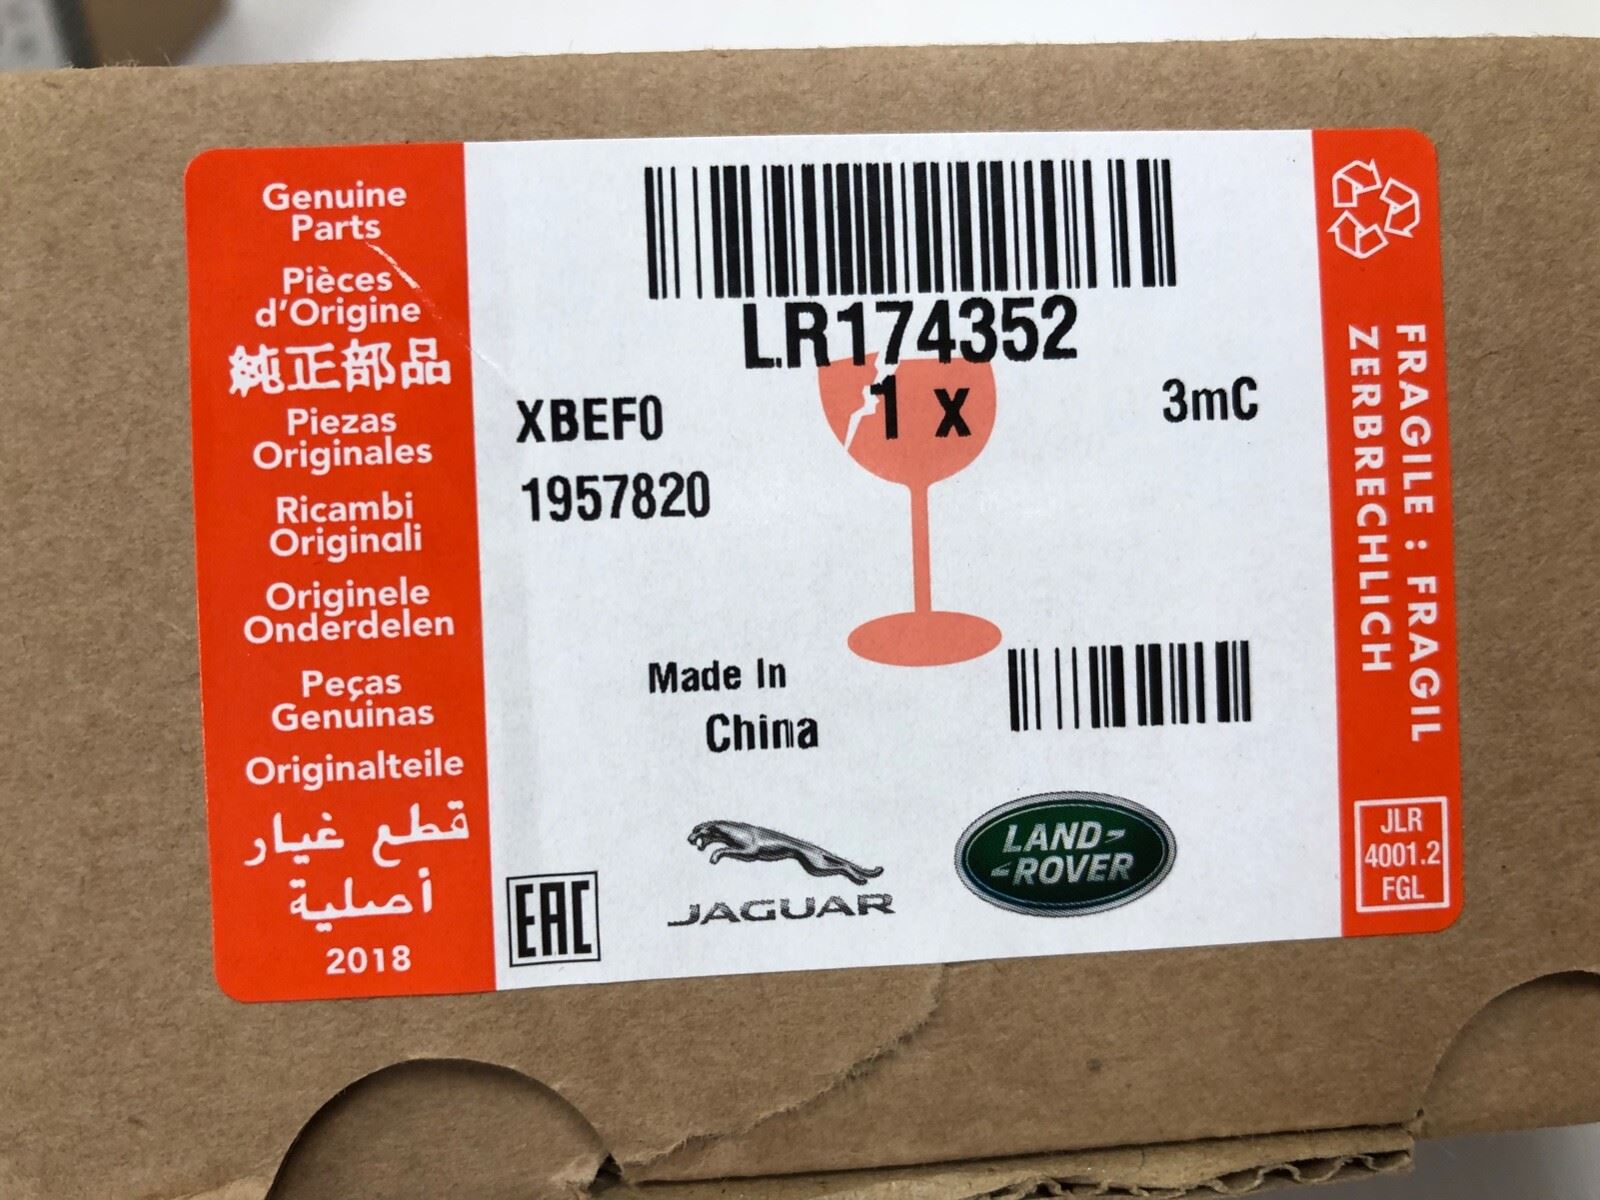 Genuine
Parts
Pièces
d'Origine
純正部品
Piezas
Originales
Ricambi
Originali
Originele
Onderdelen
Peças
Genuinas
Originalteile
قطع غيار
أصلية
2018
LR174352
1 x
3mC
XBEF0
1957820
Made In
China
EAC
JAGUAR
LAND-
-ROVER
FRAGILE : FRAGIL
ZERBRECHLICH
JLR
4001.2
FGL